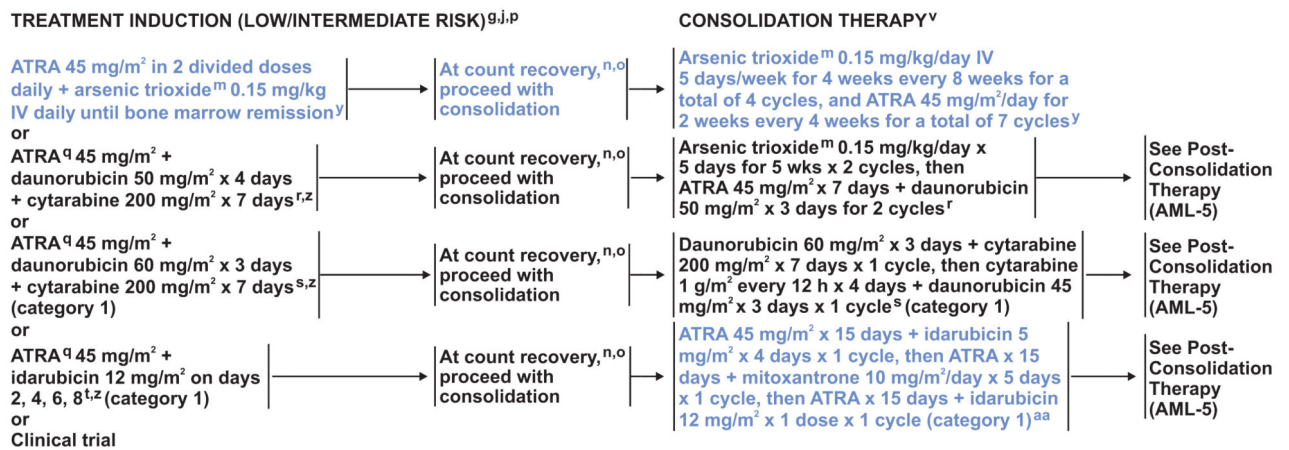 TREATMENT INDUCTION (LOW/INTERMEDIATE RISK)g,j,p
CONSOLIDATION THERAPYv
ATRA 45 mg/m² in 2 divided doses
daily + arsenic trioxidem 0.15 mg/kg
IV daily until bone marrow remissiony
At count recovery,n,o
proceed with
consolidation
Arsenic trioxidem 0.15 mg/kg/day IV
5 days/week for 4 weeks every 8 weeks for a
total of 4 cycles, and ATRA 45 mg/m²/day for
2 weeks every 4 weeks for a total of 7 cyclesy
or
ATRAq 45 mg/m² +
daunorubicin 50 mg/m² x 4 days
+ cytarabine 200 mg/m² x 7 daysr,z
At count recovery,n,o
proceed with
consolidation
Arsenic trioxidem 0.15 mg/kg/day x
5 days for 5 wks x 2 cycles, then
ATRA 45 mg/m² x 7 days + daunorubicin
50 mg/m² x 3 days for 2 cyclesr
See Post-
Consolidation
Therapy
(AML-5)
or
ATRAq 45 mg/m² +
daunorubicin 60 mg/m² x 3 days
+ cytarabine 200 mg/m² x 7 dayss,z
(category 1)
At count recovery,n,o
proceed with
consolidation
Daunorubicin 60 mg/m² x 3 days + cytarabine
200 mg/m² x 7 days x 1 cycle, then cytarabine
1 g/m² every 12 h x 4 days + daunorubicin 45
mg/m² x 3 days x 1 cycles (category 1)
See Post-
Consolidation
Therapy
(AML-5)
or
ATRAq 45 mg/m² +
idarubicin 12 mg/m² on days
2, 4, 6, 8t,z (category 1)
At count recovery,n,o
proceed with
consolidation
ATRA 45 mg/m² x 15 days + idarubicin 5
mg/m² x 4 days x 1 cycle, then ATRA x 15
days + mitoxantrone 10 mg/m²/day x 5 days
x 1 cycle, then ATRA x 15 days + idarubicin
12 mg/m² x 1 dose x 1 cycle (category 1)aa
See Post-
Consolidation
Therapy
(AML-5)
or
Clinical trial